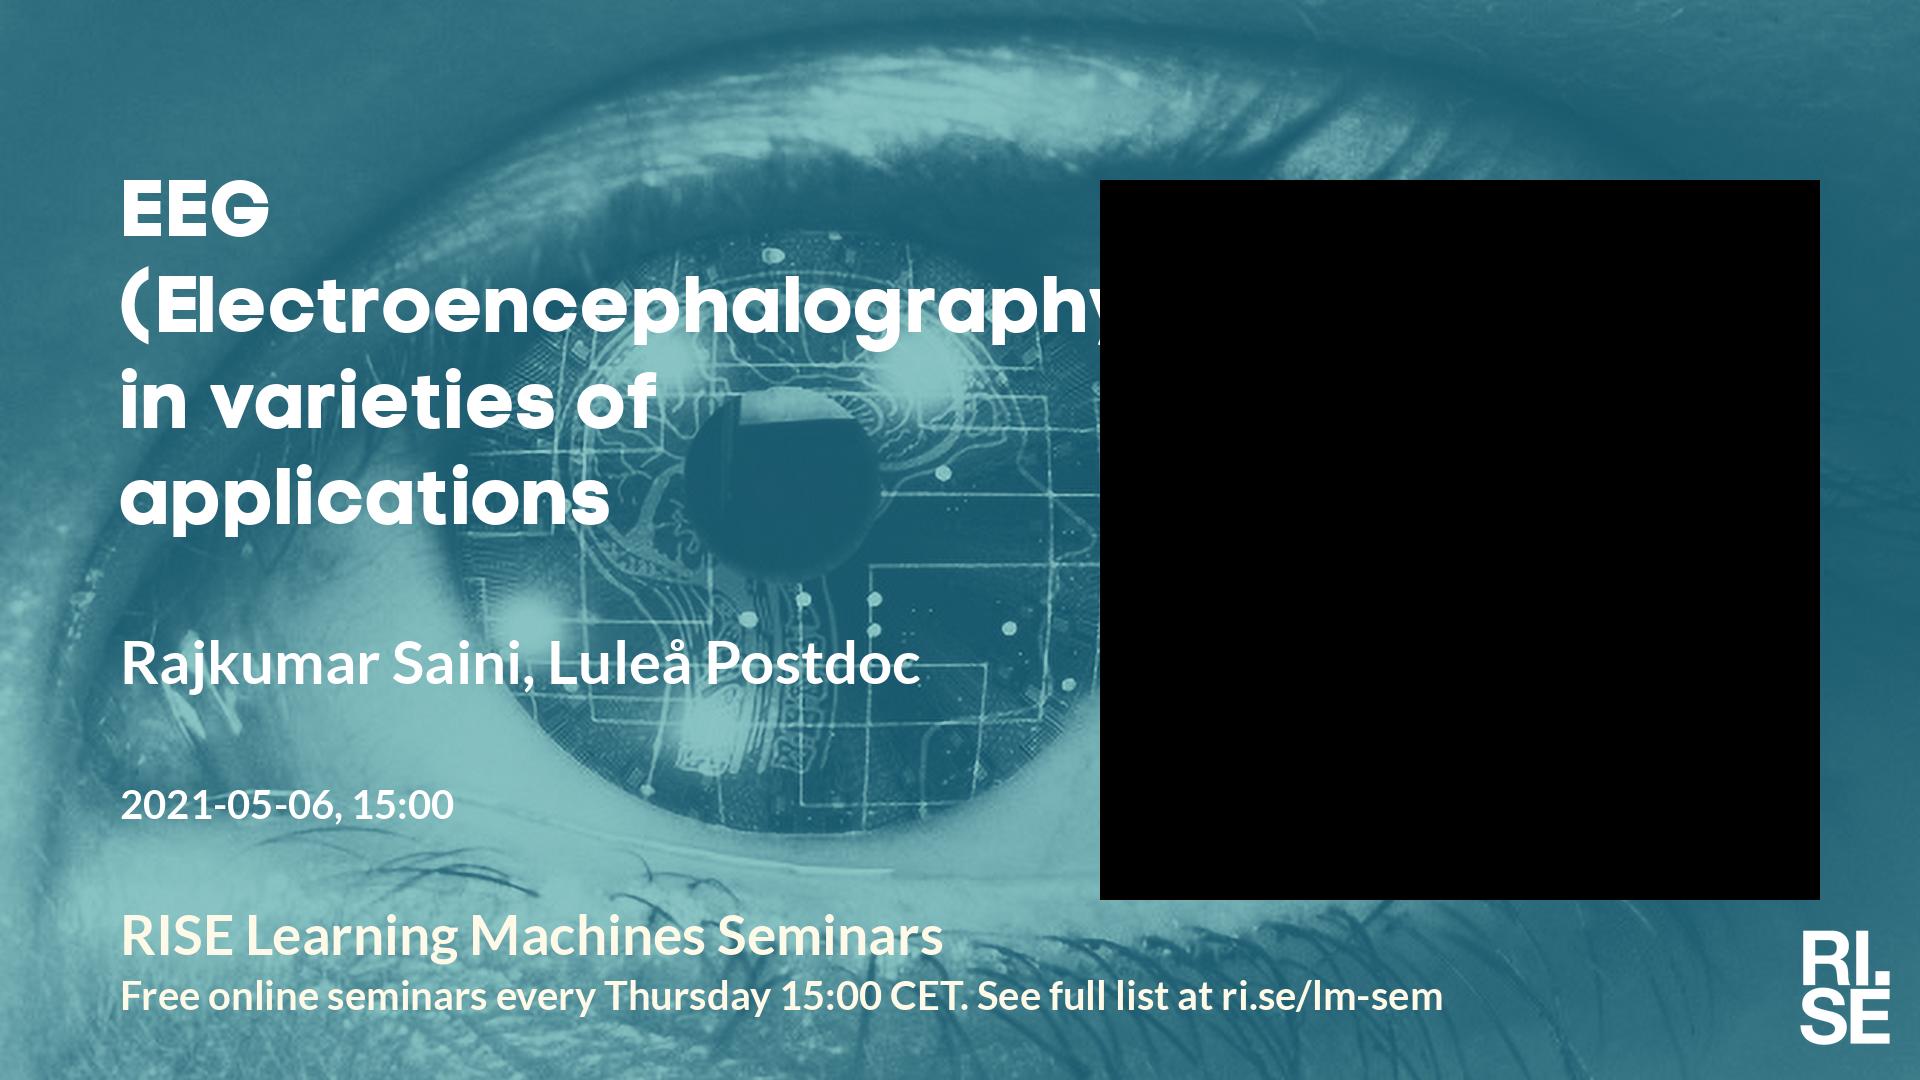 EEG
(Electroencephalography
in varieties of
applications
Rajkumar Saini, Luleå Postdoc
2021-05-06, 15:00
RISE Learning Machines Seminars
Free online seminars every Thursday 15:00 CET. See full list at ri.se/lm-sem
RI.
SE